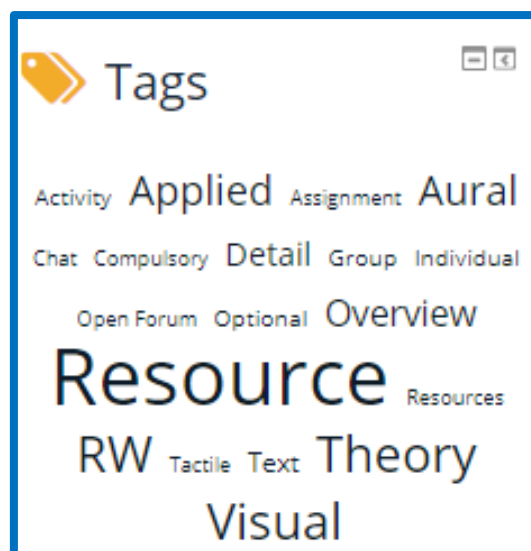 Tags
Activity Applied Assignment Aural
Chat Compulsory Detail Group Individual
Open Forum Optional Overview
Resource Resources
RW Tactile Text Theory
Visual